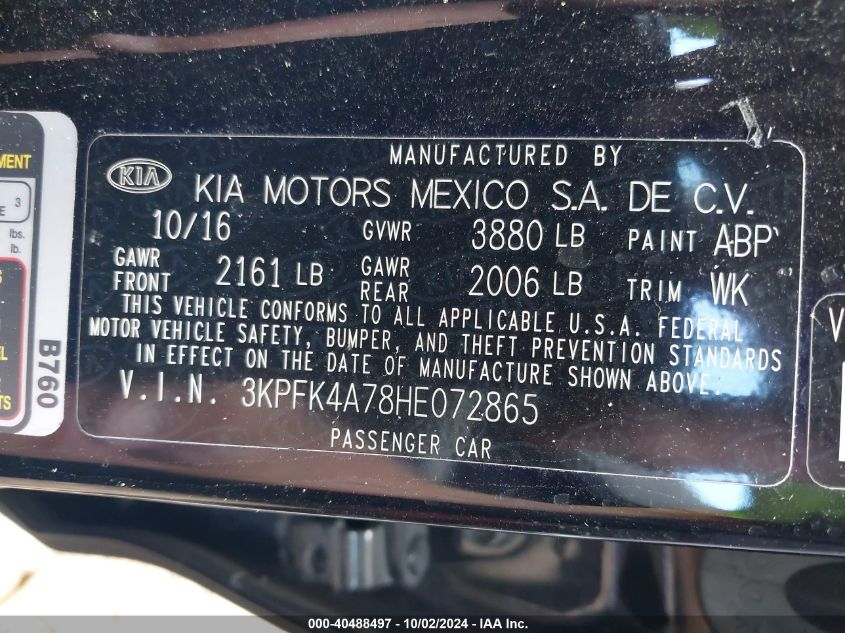 MANUFACTURED BY
KIA KIA MOTORS MEXICO S.A. DE C.V.
10/16 GVWR 3880 LB PAINT ABP
GAWR FRONT 2161 LB GAWR REAR 2006 LB TRIM WK
THIS VEHICLE CONFORMS TO ALL APPLICABLE U.S.A. FEDERAL
MOTOR VEHICLE SAFETY, BUMPER, AND THEFT PREVENTION STANDARDS
IN EFFECT ON THE DATE OF MANUFACTURE SHOWN ABOVE.
V.I.N. 3KPFK4A78HE072865
PASSENGER CAR
3
lbs.
lb.
B760
000-40488497 - 10/02/2024 - IAA Inc.